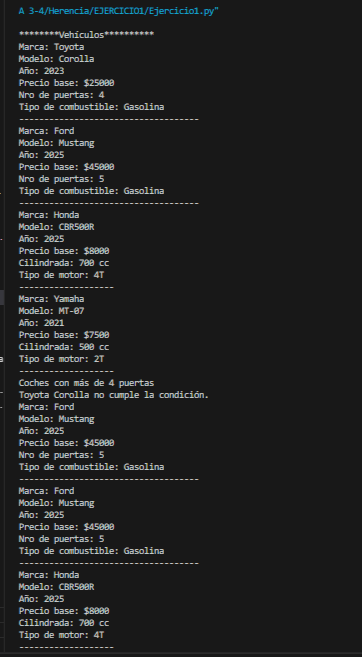 A 3-4/Herencia/EJERCICIO1/Ejercicio1.py"
********Vehículos**********
Marca: Toyota
Modelo: Corolla
Año: 2023
Precio base: $25000
Nro de puertas: 4
Tipo de combustible: Gasolina
------------------------------------
Marca: Ford
Modelo: Mustang
Año: 2025
Precio base: $45000
Nro de puertas: 5
Tipo de combustible: Gasolina
------------------------------------
Marca: Honda
Modelo: CBR500R
Año: 2025
Precio base: $8000
Cilindrada: 700 cc
Tipo de motor: 4T
-------------------
Marca: Yamaha
Modelo: MT-07
Año: 2021
Precio base: $7500
Cilindrada: 500 cc
Tipo de motor: 2T
-------------------
Coches con más de 4 puertas
Toyota Corolla no cumple la condición.
Marca: Ford
Modelo: Mustang
Año: 2025
Precio base: $45000
Nro de puertas: 5
Tipo de combustible: Gasolina
------------------------------------
Marca: Ford
Modelo: Mustang
Año: 2025
Precio base: $45000
Nro de puertas: 5
Tipo de combustible: Gasolina
------------------------------------
Marca: Honda
Modelo: CBR500R
Año: 2025
Precio base: $8000
Cilindrada: 700 cc
Tipo de motor: 4T
-------------------